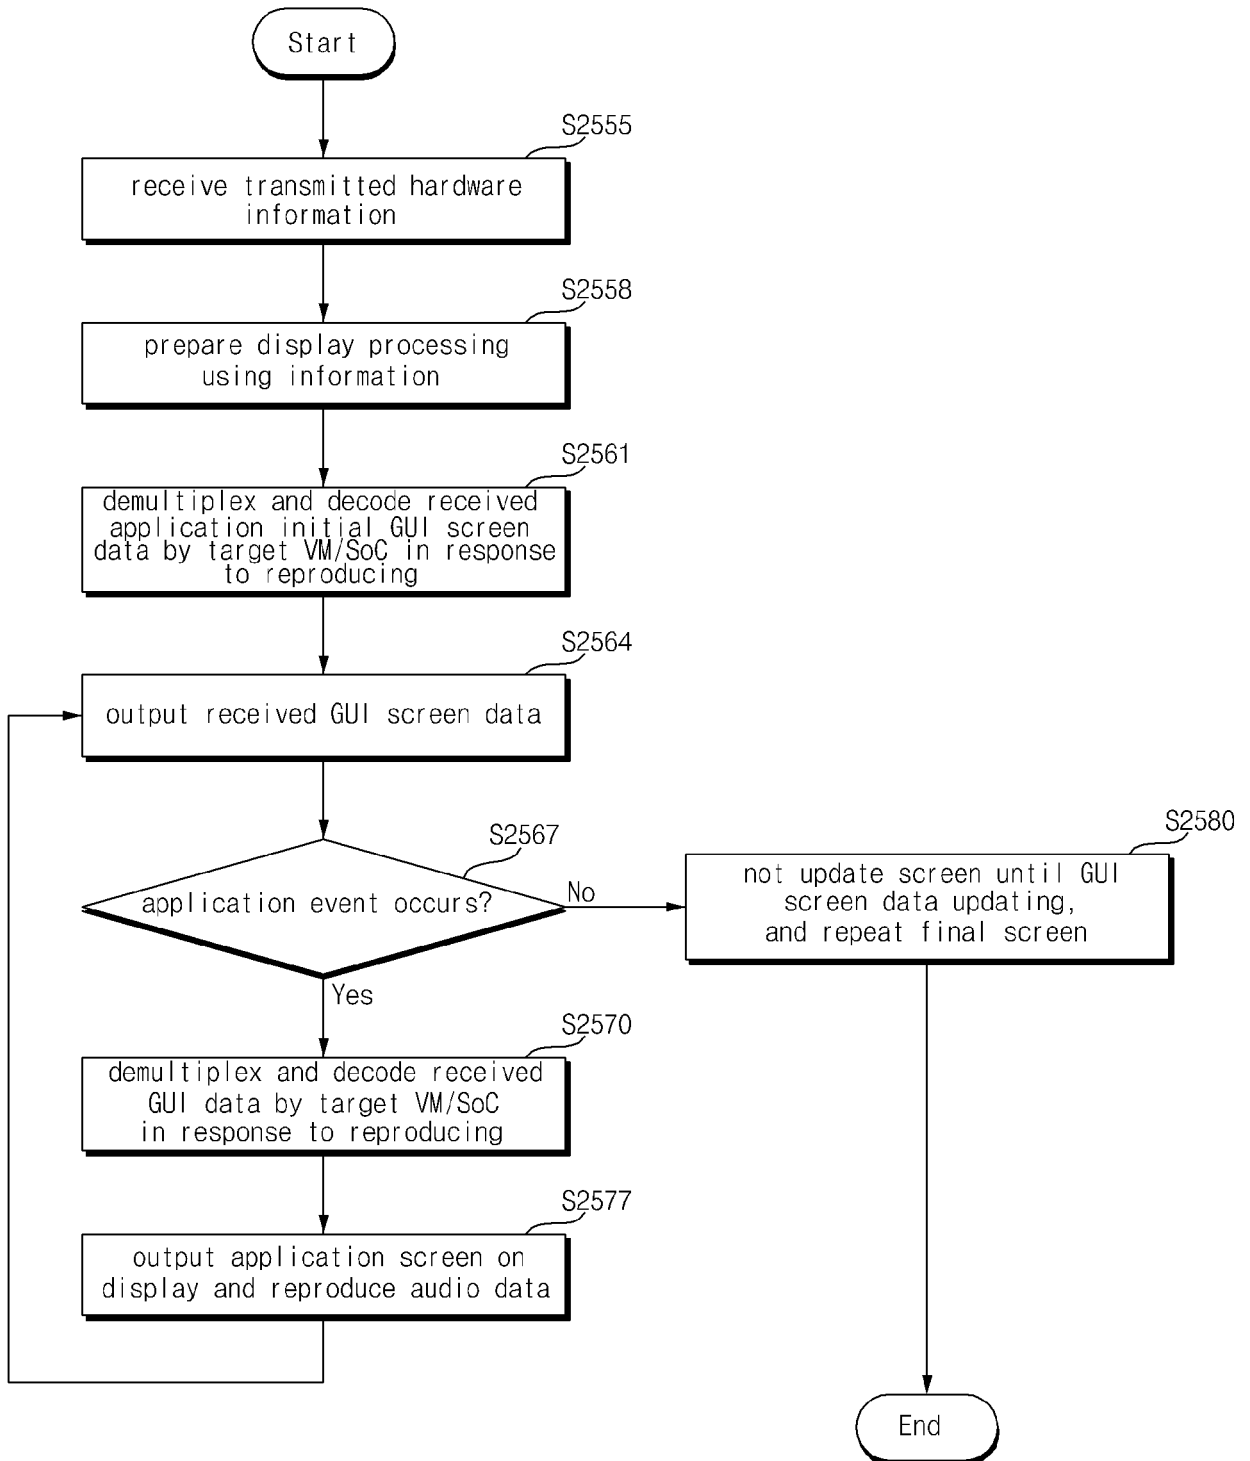 Start
S2555
receive transmitted hardware
information
S2558
prepare display processing
using information
S2561
demultiplex and decode received
application initial GUI screen
data by target VM/SoC in response
to reproducing
S2564
output received GUI screen data
S2567
application event occurs?
No
S2580
not update screen until GUI
screen data updating,
and repeat final screen
Yes
S2570
demultiplex and decode received
GUI data by target VM/SoC
in response to reproducing
S2577
output application screen on
display and reproduce audio data
End